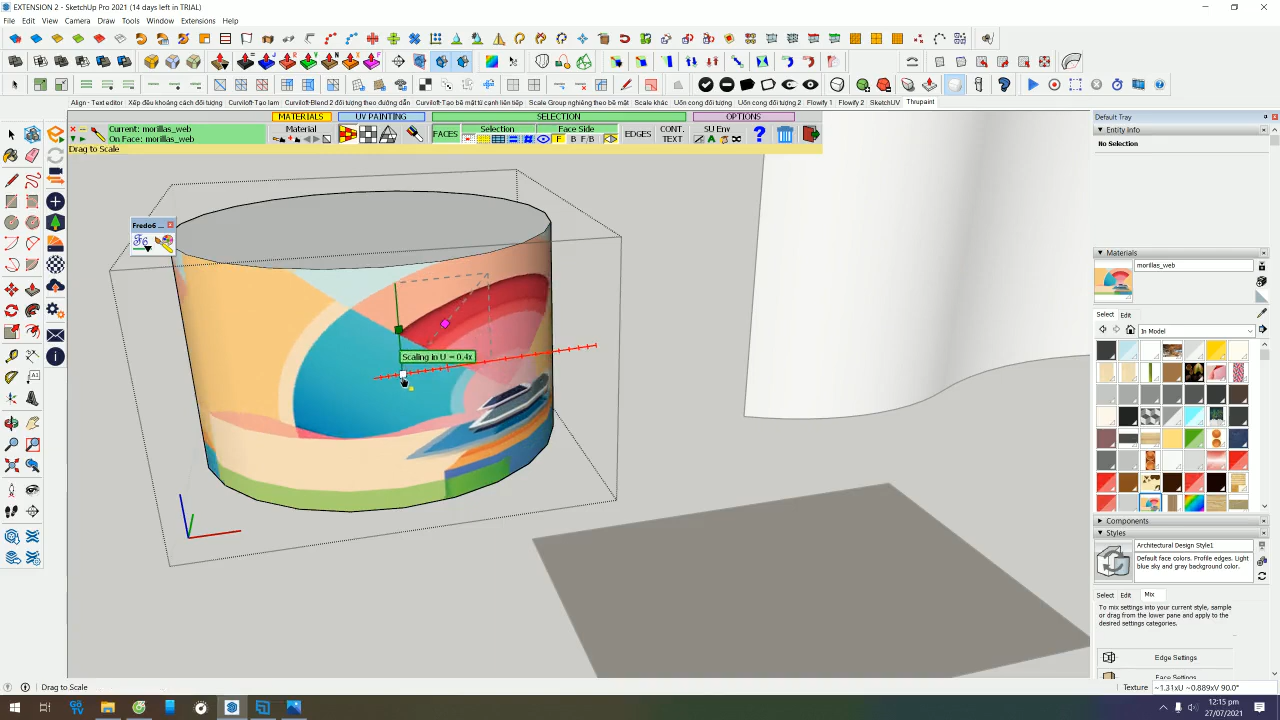 EXTENSION 2 - SketchUp Pro 2021 (14 days left in TRIAL)
File Edit View Camera Draw Tools Window Extensions Help
Align - Text editor Xếp đều khoảng cách đối tượng Curviloft-Tạo lam Curviloft-Blend 2 đối tượng theo đường dẫn Curviloft-Tạo bề mặt từ cạnh liên tiếp Scale Group nghiêng theo bề mặt Scale khác Uốn cong đối tượng Uốn cong đối tượng 2 Flowify 1 Flowify 2 SketchUV Thrupaint
MATERIALS UV PAINTING SELECTION OPTIONS
Current: morillas_web
On Face: morillas_web
Material
FACES
Selection
Face Side
F B F/B
EDGES
CONT. TEXT
SU Env
Drag to Scale
Fredo6 ...
Scaling in U = 0.4x
Default Tray
Entity Info
No Selection
Materials
morillas_web
Select Edit
In Model
Components
Styles
Architectural Design Style1
Default face colors. Profile edges. Light blue sky and gray background color.
Select Edit Mix
To mix settings into your current style, sample or drag from the lower pane and apply to the desired settings categories.
Edge Settings
Face Settings
Drag to Scale
Texture ~1.31xU ~0.889xV 90.0°
12:15 pm
27/07/2021